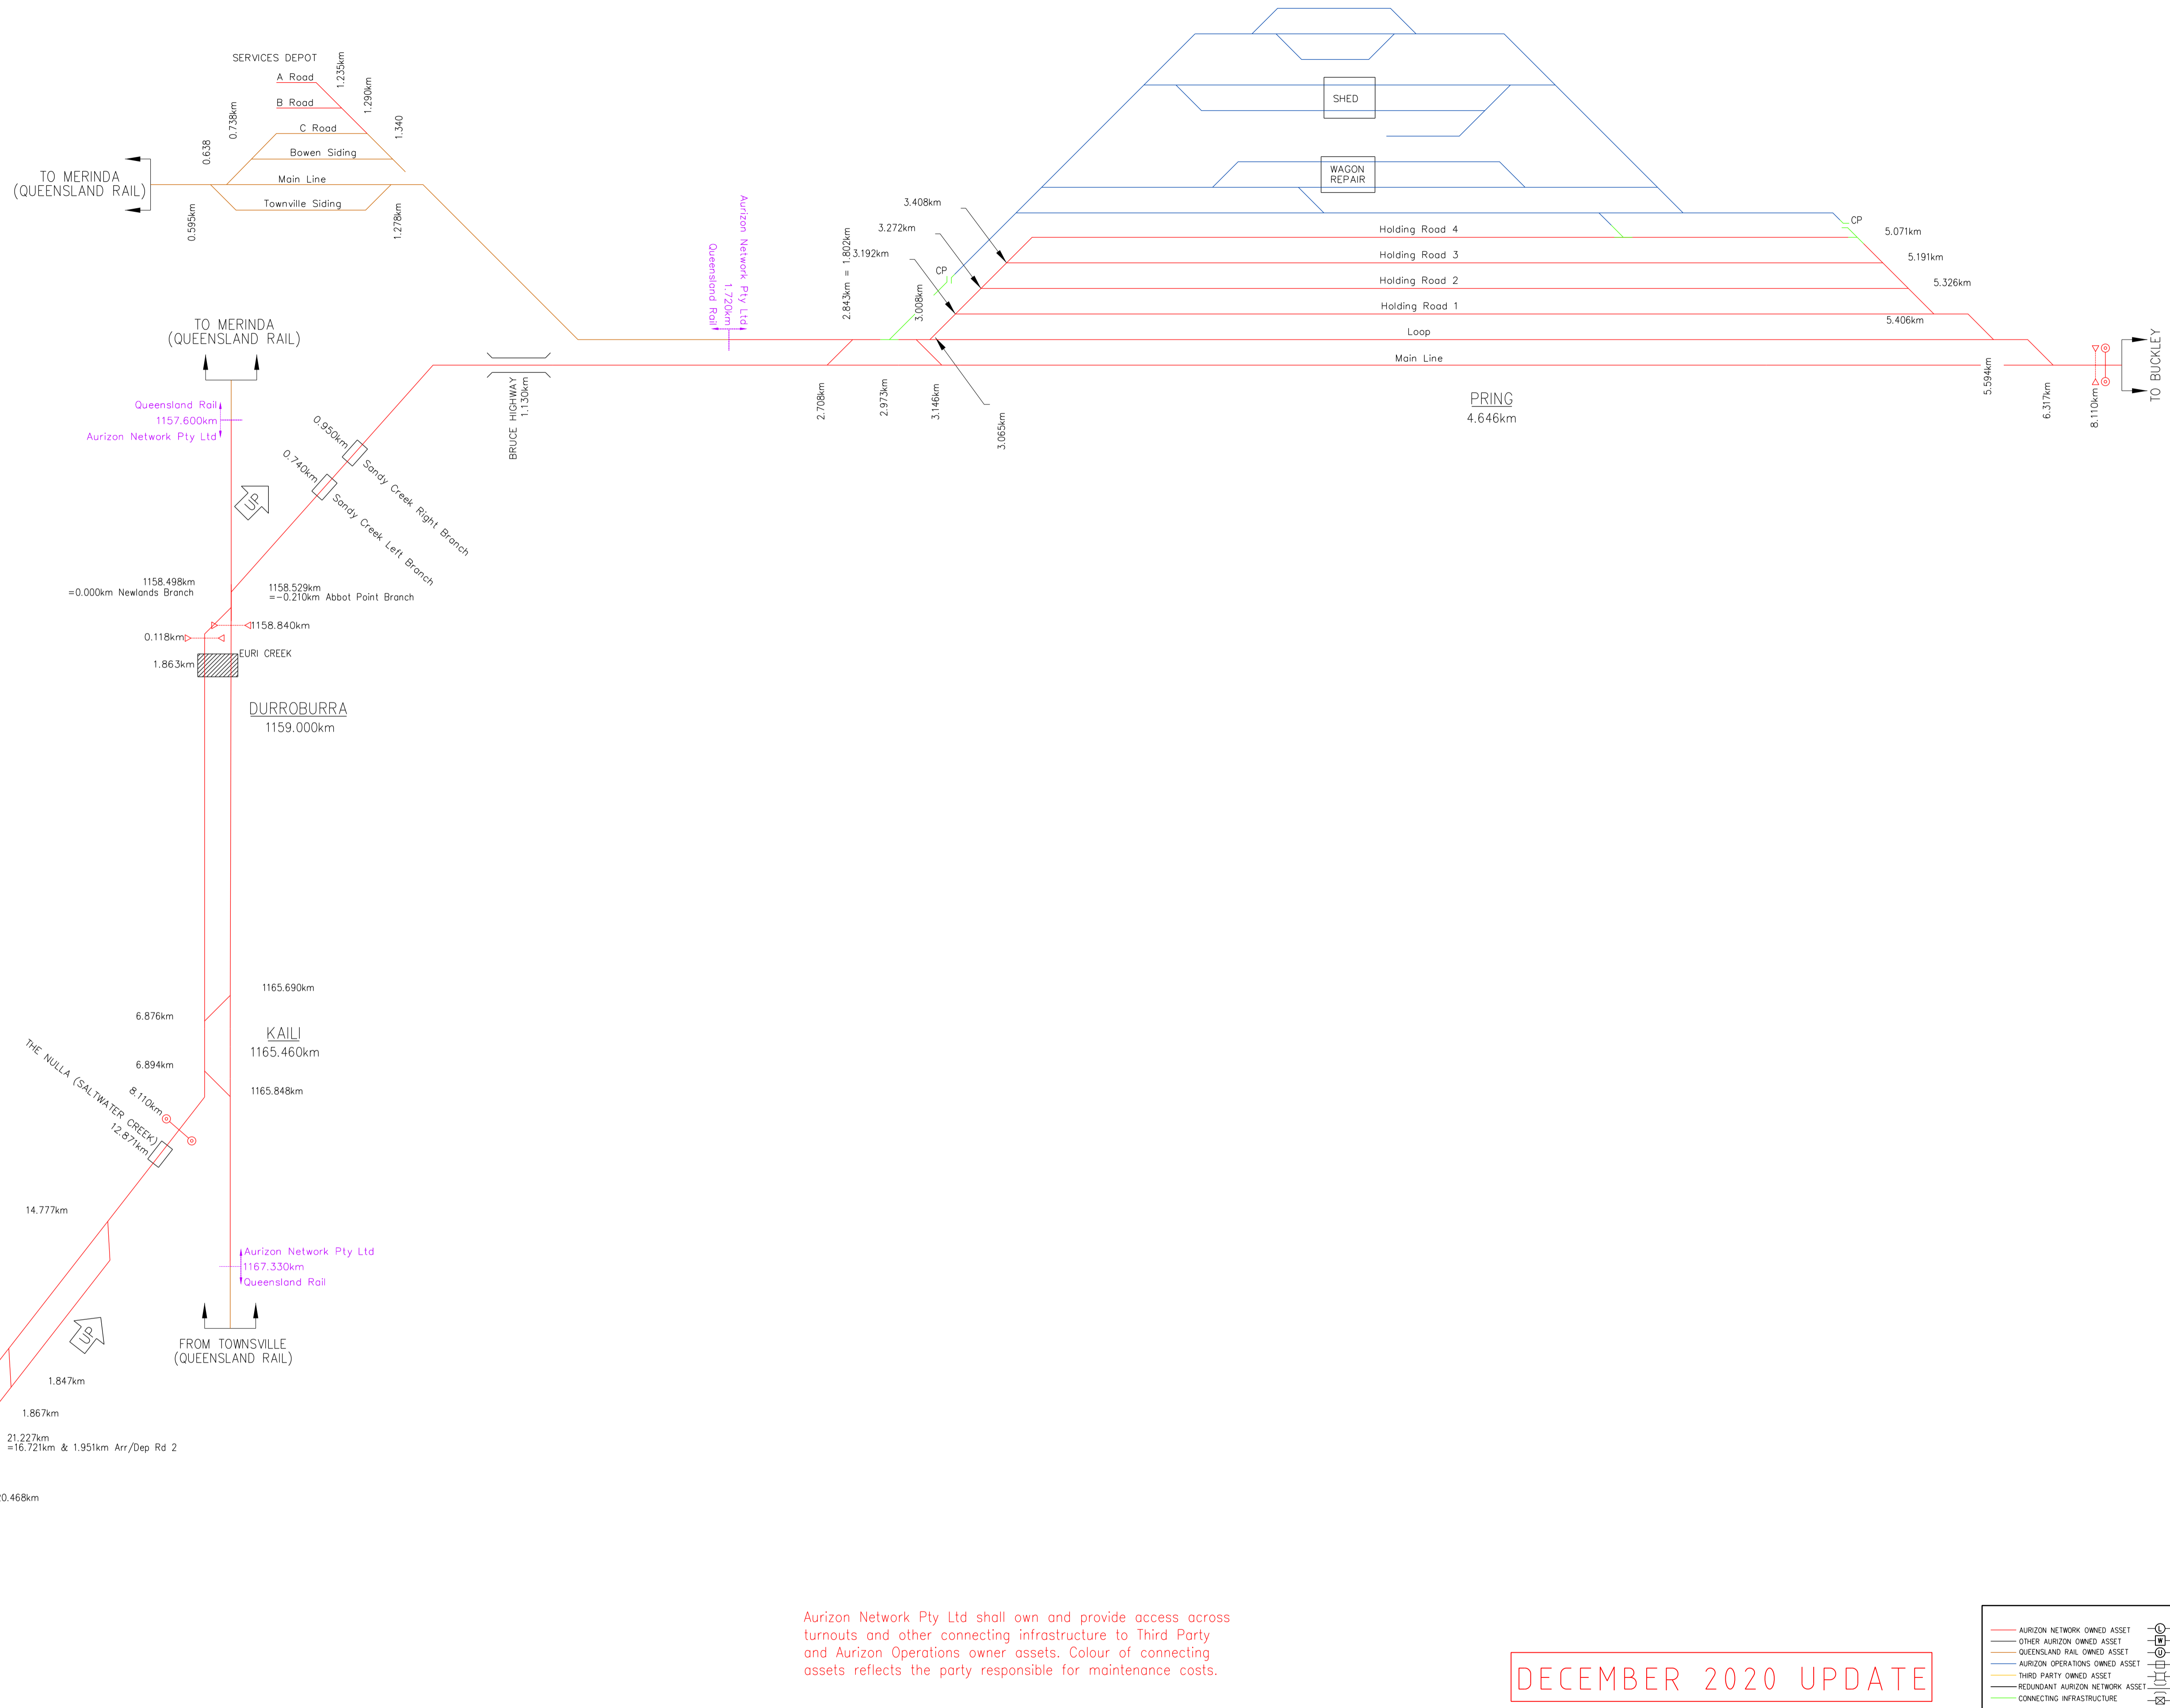 SERVICES DEPOT
A Road
B Road
C Road
Bowen Siding
Main Line
Townville Siding
1.235km
1.290km
1.340
0.738km
0.638
0.595km
1.278km
TO MERINDA
(QUEENSLAND RAIL)
Aurizon Network Pty Ltd
1.720km
Queensland Rail
2.843km = 1.802km
3.408km
3.272km
3.192km
CP
3.008km
SHED
WAGON
REPAIR
Holding Road 4
Holding Road 3
Holding Road 2
Holding Road 1
Loop
Main Line
CP
5.071km
5.191km
5.326km
5.406km
5.594km
6.317km
8.110km
TO BUCKLEY
PRING
4.646km
2.708km
2.973km
3.146km
3.065km
BRUCE HIGHWAY
1.130km
TO MERINDA
(QUEENSLAND RAIL)
Queensland Rail
1157.600km
Aurizon Network Pty Ltd
0.950km
Sandy Creek Right Branch
0.740km
Sandy Creek Left Branch
UP
1158.498km
=0.000km Newlands Branch
1158.529km
=-0.210km Abbot Point Branch
1158.840km
0.118km
EURI CREEK
1.863km
DURROBURRA
1159.000km
1165.690km
6.876km
KAILI
1165.460km
6.894km
1165.848km
THE NULLA (SALTWATER CREEK)
12.871km
8.110km
14.777km
Aurizon Network Pty Ltd
1167.330km
Queensland Rail
UP
FROM TOWNSVILLE
(QUEENSLAND RAIL)
1.847km
1.867km
21.227km
=16.721km & 1.951km Arr/Dep Rd 2
0.468km
Aurizon Network Pty Ltd shall own and provide access across
turnouts and other connecting infrastructure to Third Party
and Aurizon Operations owner assets. Colour of connecting
assets reflects the party responsible for maintenance costs.
DECEMBER 2020 UPDATE
AURIZON NETWORK OWNED ASSET
OTHER AURIZON OWNED ASSET
QUEENSLAND RAIL OWNED ASSET
AURIZON OPERATIONS OWNED ASSET
THIRD PARTY OWNED ASSET
REDUNDANT AURIZON NETWORK ASSET
CONNECTING INFRASTRUCTURE
L
W
U